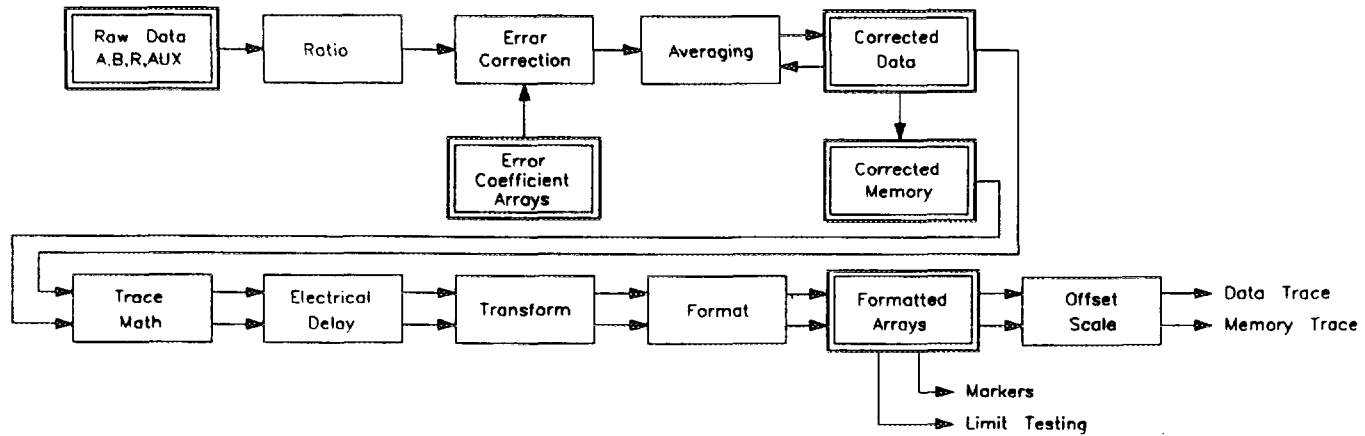 Raw Data
A,B,R,AUX
Ratio
Error
Correction
Averaging
Corrected
Data
Error
Coefficient
Arrays
Corrected
Memory
Trace
Math
Electrical
Delay
Transform
Format
Formatted
Arrays
Offset
Scale
Data Trace
Memory Trace
Markers
Limit Testing